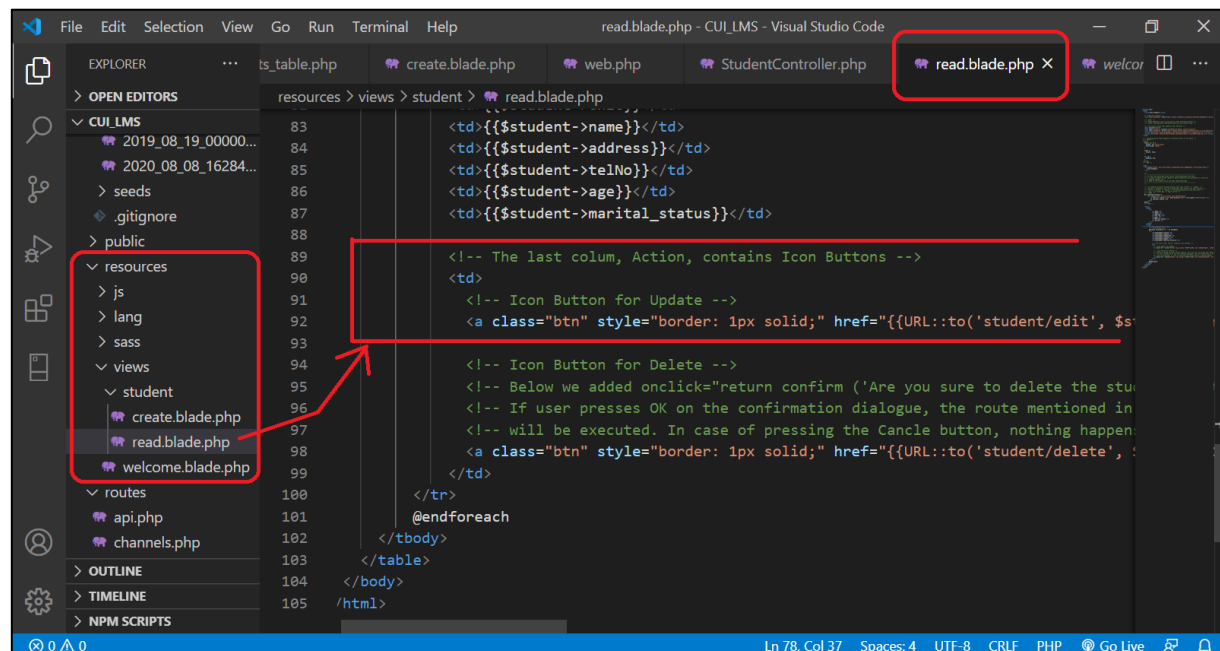 File Edit Selection View Go Run Terminal Help read.blade.php - CUI_LMS - Visual Studio Code
EXPLORER ... ts_table.php create.blade.php web.php StudentController.php read.blade.php × welcor ...
> OPEN EDITORS
resources > views > student > read.blade.php
CUI_LMS
2019_08_19_00000...
2020_08_08_16284...
> seeds
.gitignore
> public
resources
> js
> lang
> sass
views
student
create.blade.php
read.blade.php
welcome.blade.php
routes
api.php
channels.php
> OUTLINE
> TIMELINE
> NPM SCRIPTS
83 <td>{{$student->name}}</td>
84 <td>{{$student->address}}</td>
85 <td>{{$student->telNo}}</td>
86 <td>{{$student->age}}</td>
87 <td>{{$student->marital_status}}</td>
88
89 <!-- The last colum, Action, contains Icon Buttons -->
90 <td>
91 <!-- Icon Button for Update -->
92 <a class="btn" style="border: 1px solid;" href="{{URL::to('student/edit', $st
93
94 <!-- Icon Button for Delete -->
95 <!-- Below we added onclick="return confirm ('Are you sure to delete the stu
96 <!-- If user presses OK on the confirmation dialogue, the route mentioned in
97 <!-- will be executed. In case of pressing the Cancle button, nothing happen
98 <a class="btn" style="border: 1px solid;" href="{{URL::to('student/delete',
99 </td>
100 </tr>
101 @endforeach
102 </tbody>
103 </table>
104 </body>
105 /html>
0 0 Ln 78, Col 37 Spaces: 4 UTF-8 CRLF PHP Go Live